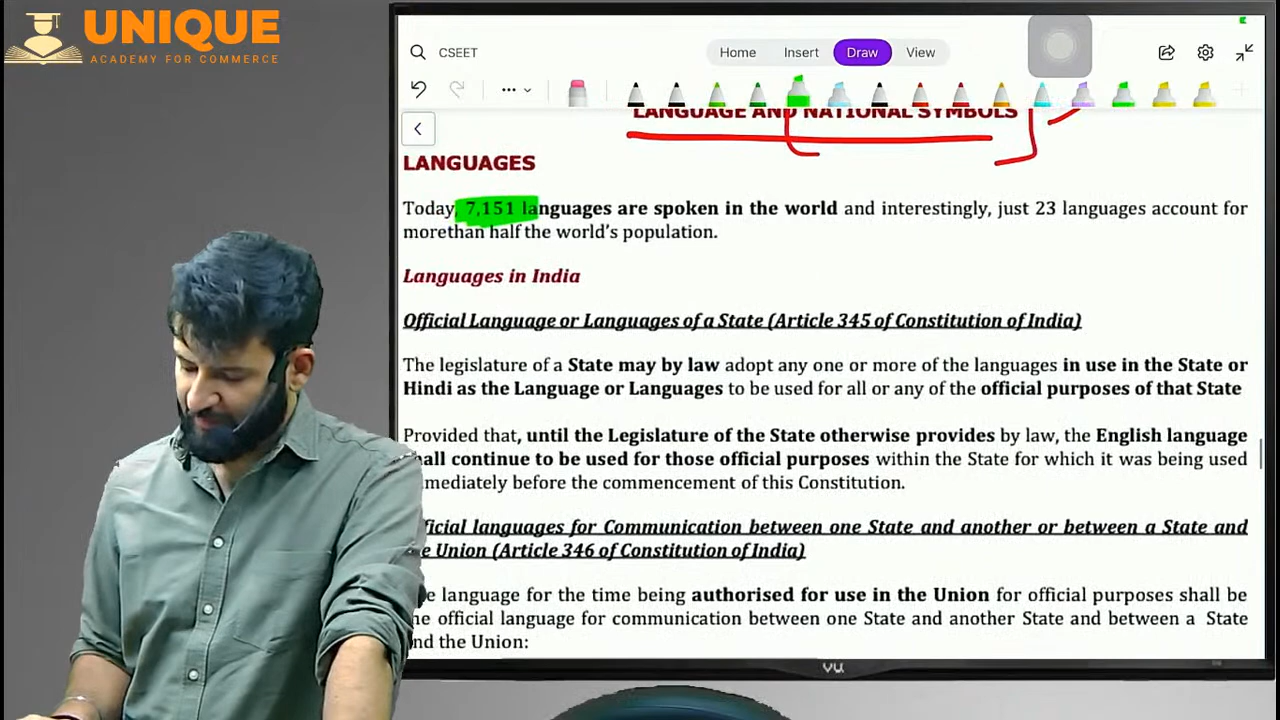 UNIQUE
ACADEMY FOR COMMERCE
CSEET
Home Insert Draw View
LANGUAGE AND NATIONAL SYMBOLS
LANGUAGES
Today, 7,151 languages are spoken in the world and interestingly, just 23 languages account for
morethan half the world's population.
Languages in India
Official Language or Languages of a State (Article 345 of Constitution of India)
The legislature of a State may by law adopt any one or more of the languages in use in the State or
Hindi as the Language or Languages to be used for all or any of the official purposes of that State
Provided that, until the Legislature of the State otherwise provides by law, the English language
hall continue to be used for those official purposes within the State for which it was being used
mediately before the commencement of this Constitution.
ficial languages for Communication between one State and another or between a State and
e Union (Article 346 of Constitution of India)
e language for the time being authorised for use in the Union for official purposes shall be
he official language for communication between one State and another State and between a State
nd the Union:
VU